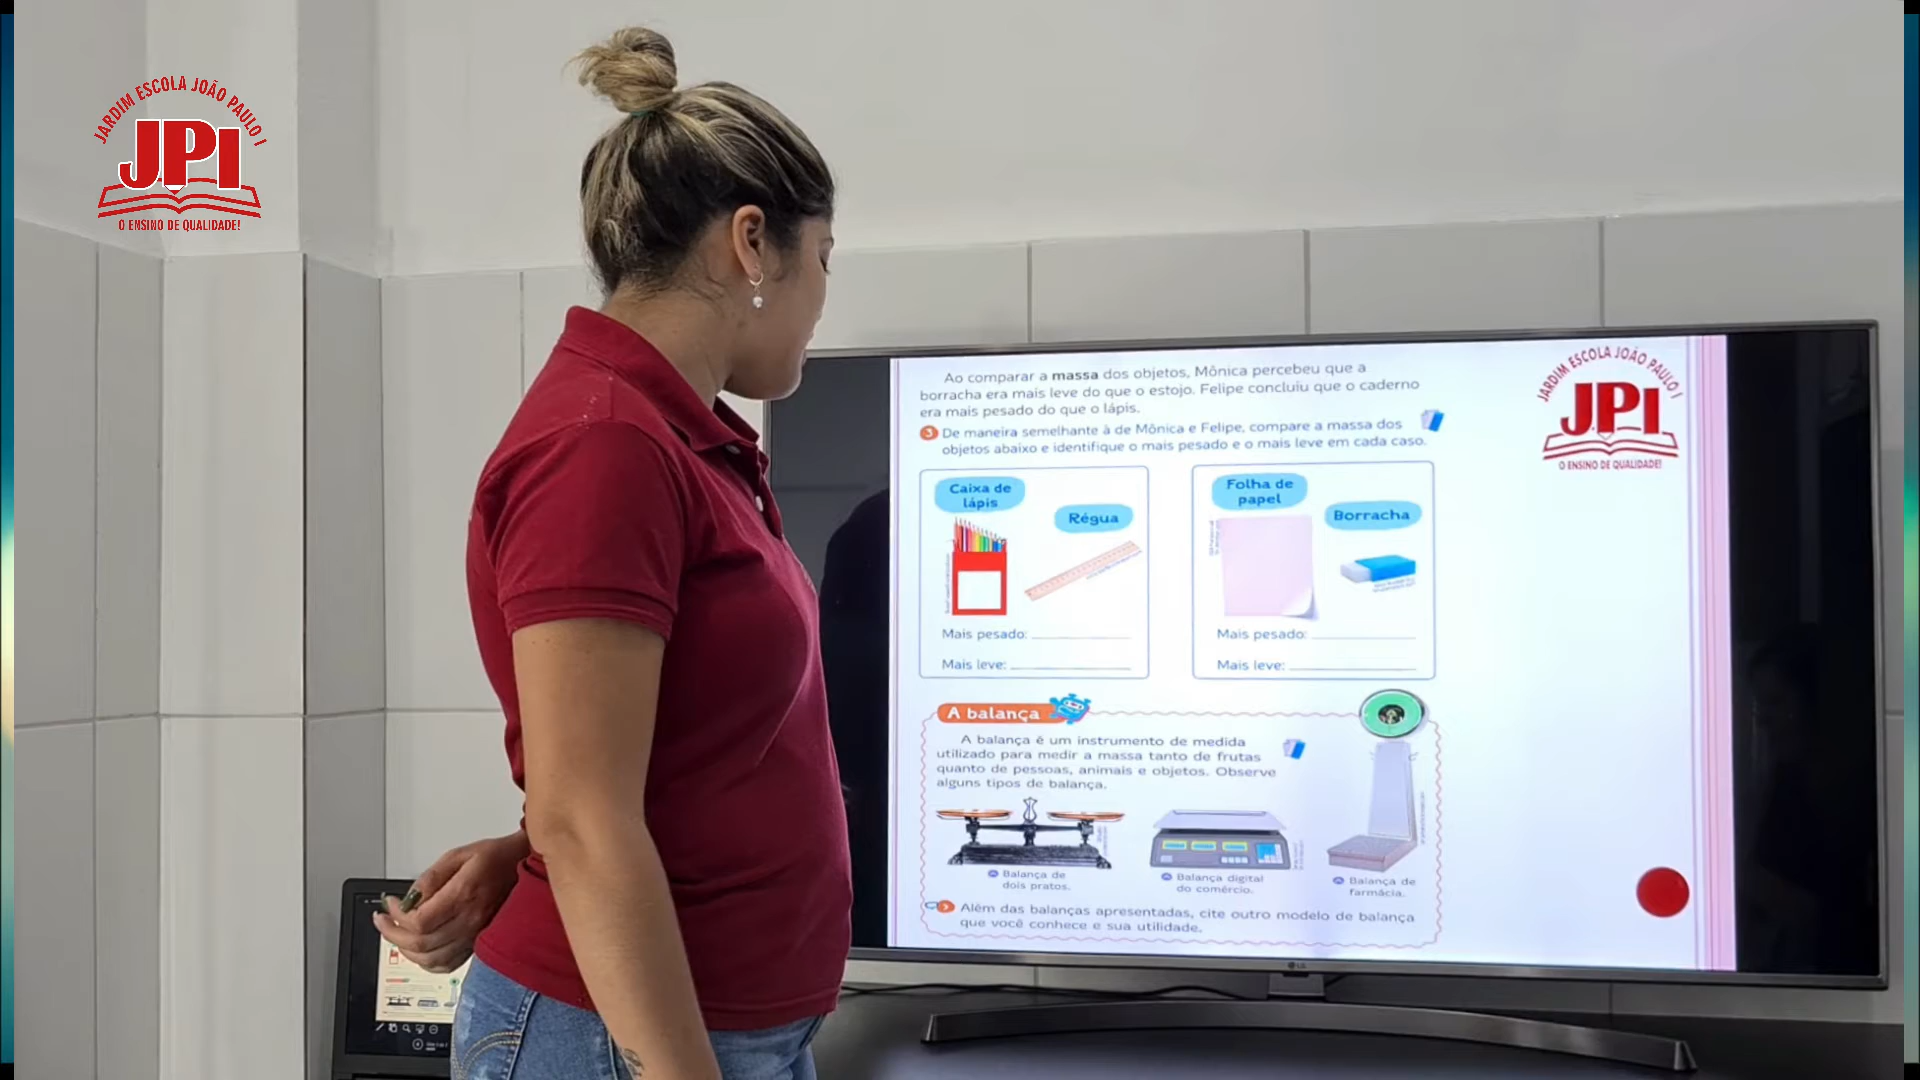 JARDIM ESCOLA JOÃO PAULO I
JPI
O ENSINO DE QUALIDADE!
Ao comparar a massa dos objetos, Mônica percebeu que a
borracha era mais leve do que o estojo. Felipe concluiu que o caderno
era mais pesado do que o lápis.
3 De maneira semelhante à de Mônica e Felipe, compare a massa dos
objetos abaixo e identifique o mais pesado e o mais leve em cada caso.
Caixa de
lápis
Régua
Mais pesado:
Mais leve:
Folha de
papel
Borracha
Mais pesado:
Mais leve:
JARDIM ESCOLA JOÃO PAULO I
JPI
O ENSINO DE QUALIDADE!
A balança
A balança é um instrumento de medida
utilizado para medir a massa tanto de frutas
quanto de pessoas, animais e objetos. Observe
alguns tipos de balança.
Balança de
dois pratos.
Balança digital
do comércio.
Balança de
farmácia.
Além das balanças apresentadas, cite outro modelo de balança
que você conhece e sua utilidade.
LG